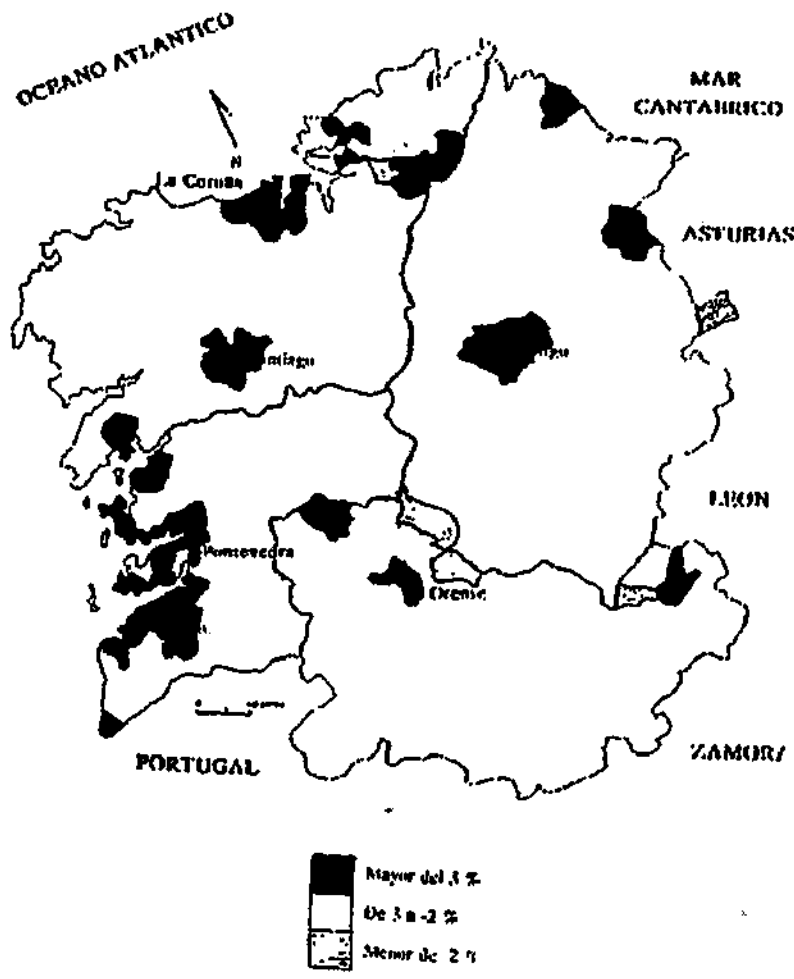 OCEANO ATLANTICO
MAR
CANTABRICO
N
La Coruña
ASTURIAS
LEON
Pontevedra
Orense
PORTUGAL
ZAMORA
Mayor del 3 %
De 3 a -2 %
Menor de -2 %